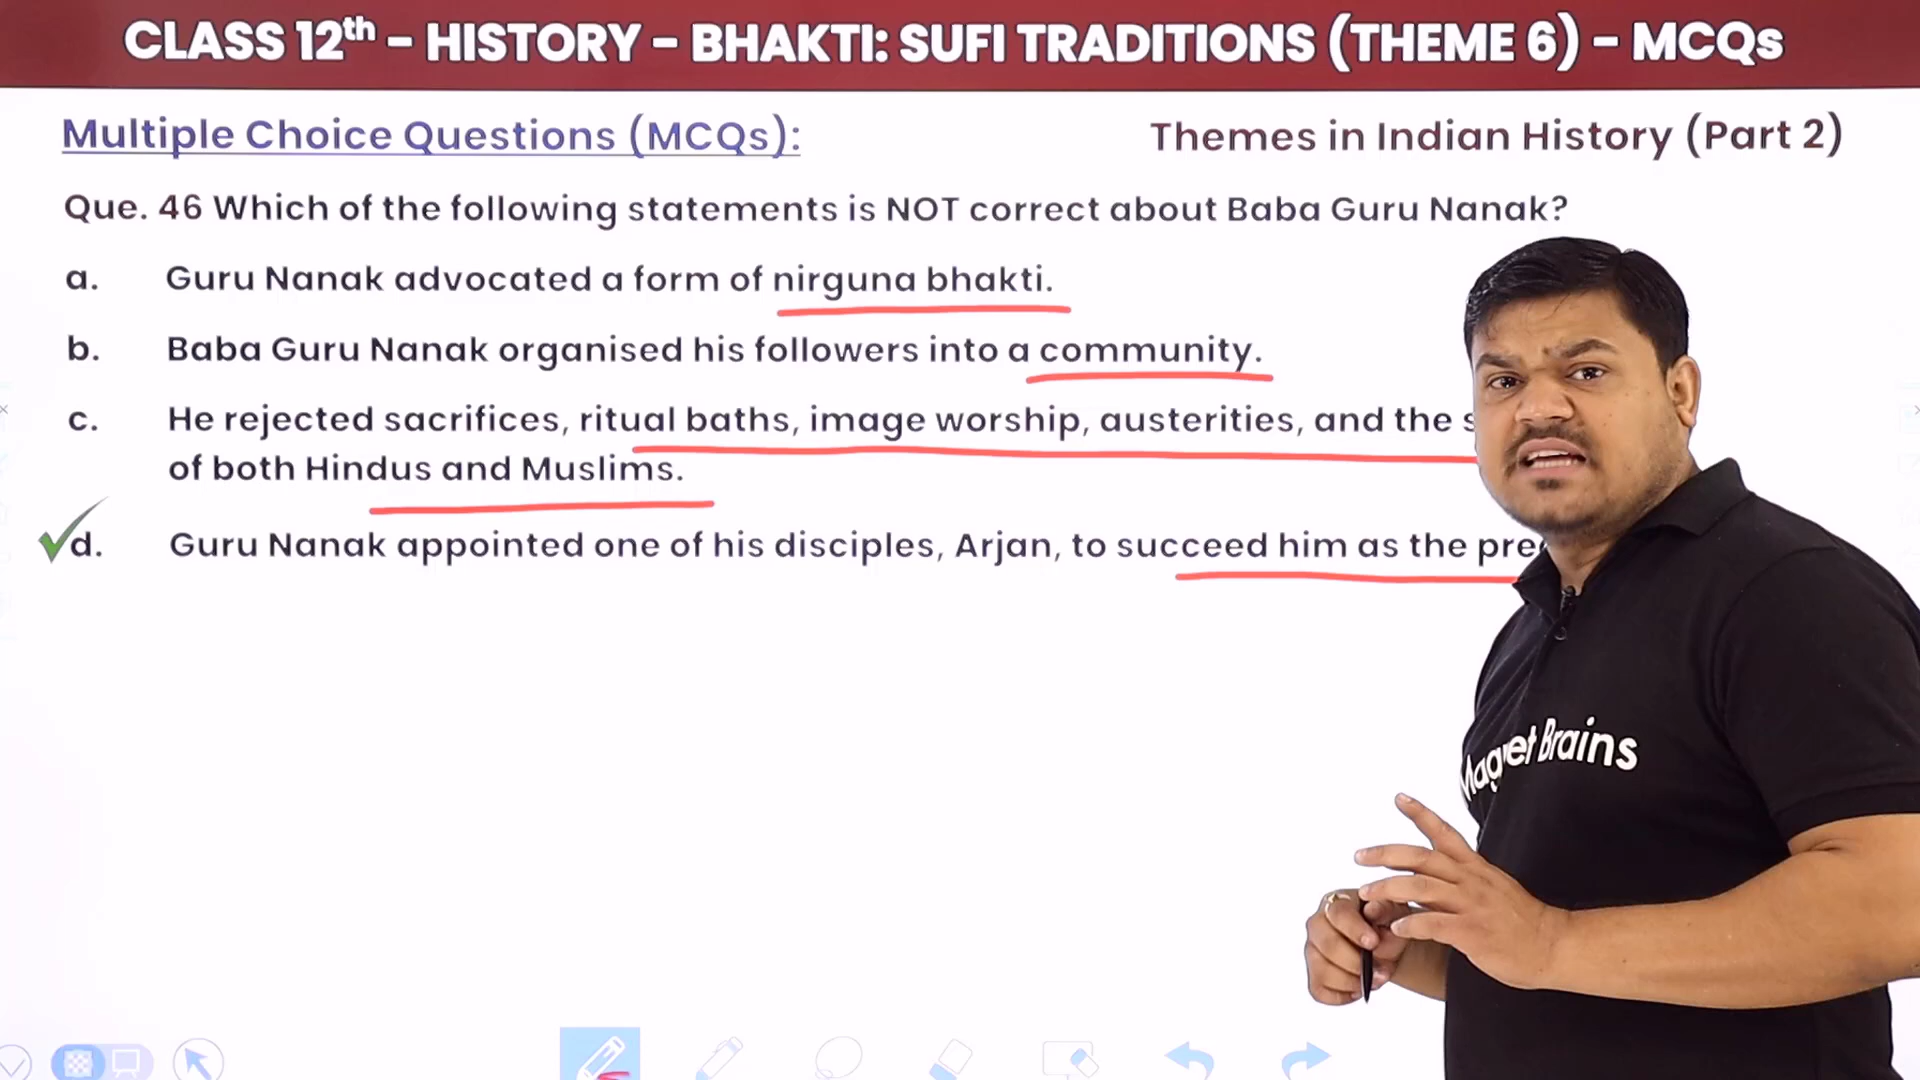 CLASS 12th – HISTORY – BHAKTI: SUFI TRADITIONS (THEME 6) – MCQs
Multiple Choice Questions (MCQs): Themes in Indian History (Part 2)
Que. 46 Which of the following statements is NOT correct about Baba Guru Nanak?
a. Guru Nanak advocated a form of nirguna bhakti.
b. Baba Guru Nanak organised his followers into a community.
c. He rejected sacrifices, ritual baths, image worship, austerities, and the
of both Hindus and Muslims.
d. Guru Nanak appointed one of his disciples, Arjan, to succeed him as the
Magnet Brains